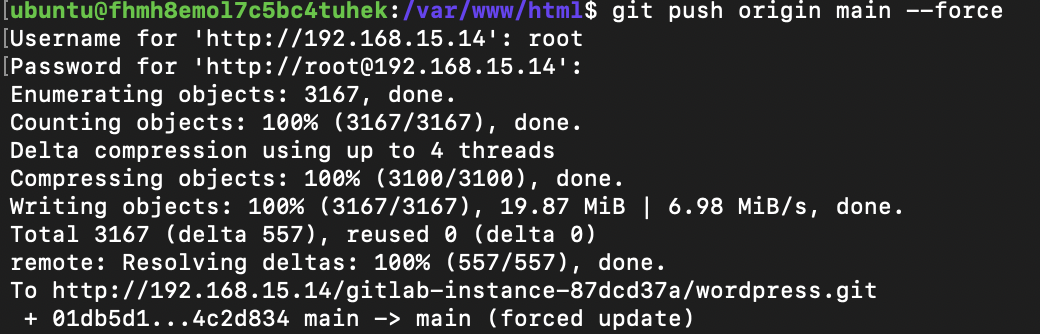 [ubuntu@fhmh8emol7c5bc4tuhek:/var/www/html$ git push origin main --force
[Username for 'http://192.168.15.14': root
[Password for 'http://root@192.168.15.14':
Enumerating objects: 3167, done.
Counting objects: 100% (3167/3167), done.
Delta compression using up to 4 threads
Compressing objects: 100% (3100/3100), done.
Writing objects: 100% (3167/3167), 19.87 MiB | 6.98 MiB/s, done.
Total 3167 (delta 557), reused 0 (delta 0)
remote: Resolving deltas: 100% (557/557), done.
To http://192.168.15.14/gitlab-instance-87dcd37a/wordpress.git
 + 01db5d1...4c2d834 main -> main (forced update)